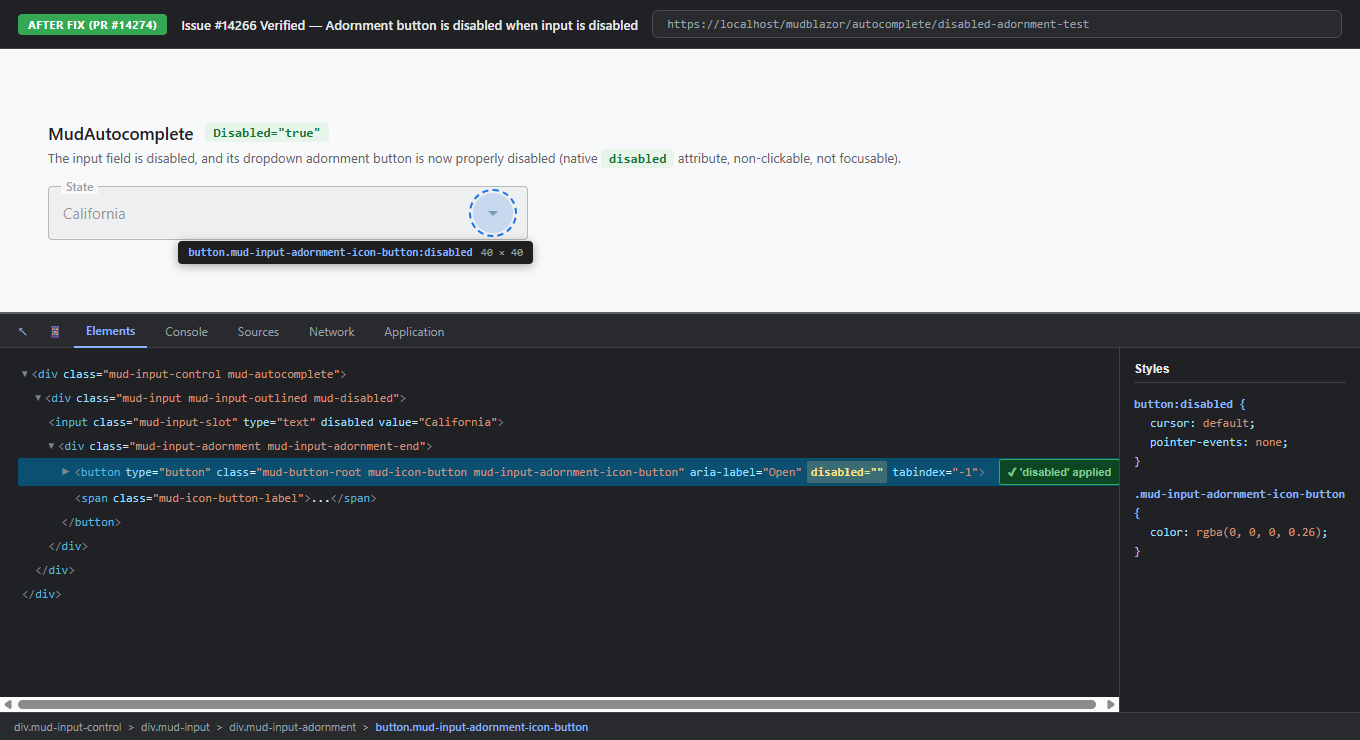 AFTER FIX (PR #14274) Issue #14266 Verified — Adornment button is disabled when input is disabled https://localhost/mudblazor/autocomplete/disabled-adornment-test
MudAutocomplete Disabled="true"
The input field is disabled, and its dropdown adornment button is now properly disabled (native disabled attribute, non-clickable, not focusable).
State
California
button.mud-input-adornment-icon-button:disabled 40 × 40
Elements Console Sources Network Application
▼<div class="mud-input-control mud-autocomplete">
▼<div class="mud-input mud-input-outlined mud-disabled">
<input class="mud-input-slot" type="text" disabled value="California">
▼<div class="mud-input-adornment mud-input-adornment-end">
▶<button type="button" class="mud-button-root mud-icon-button mud-input-adornment-icon-button" aria-label="Open" disabled="" tabindex="-1"> ✓ 'disabled' applied
<span class="mud-icon-button-label">...</span>
</button>
</div>
</div>
</div>
Styles
button:disabled {
cursor: default;
pointer-events: none;
}
.mud-input-adornment-icon-button
{
color: rgba(0, 0, 0, 0.26);
}
div.mud-input-control > div.mud-input > div.mud-input-adornment > button.mud-input-adornment-icon-button